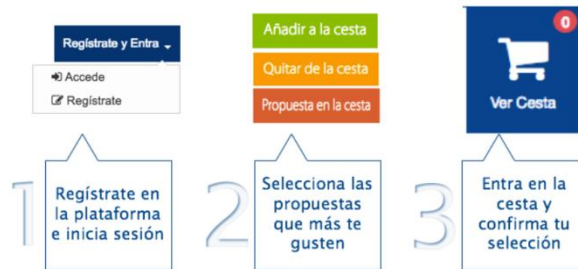 Regístrate y Entra
Accede
Regístrate
Añadir a la cesta
Quitar de la cesta
Propuesta en la cesta
0
Ver Cesta
1
Regístrate en
la plataforma
e inicia sesión
2
Selecciona las
propuestas
que más te
gusten
3
Entra en la
cesta y
confirma tu
selección